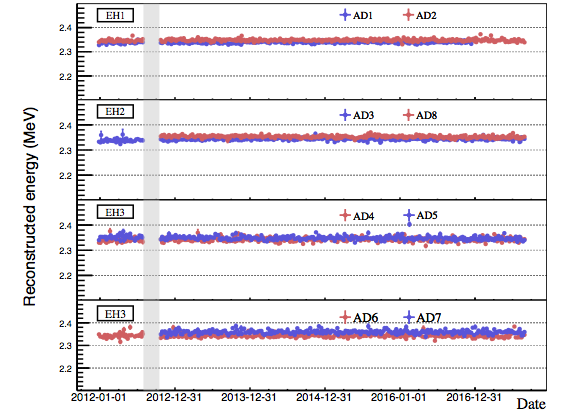 EH1 AD1 AD2
2.4
2.3
2.2
EH2 AD3 AD8
2.4
2.3
2.2
EH3 AD4 AD5
2.4
2.3
2.2
EH3 AD6 AD7
2.4
2.3
2.2
Reconstructed energy (MeV)
2012-01-01 2012-12-31 2013-12-31 2014-12-31 2016-01-01 2016-12-31
Date